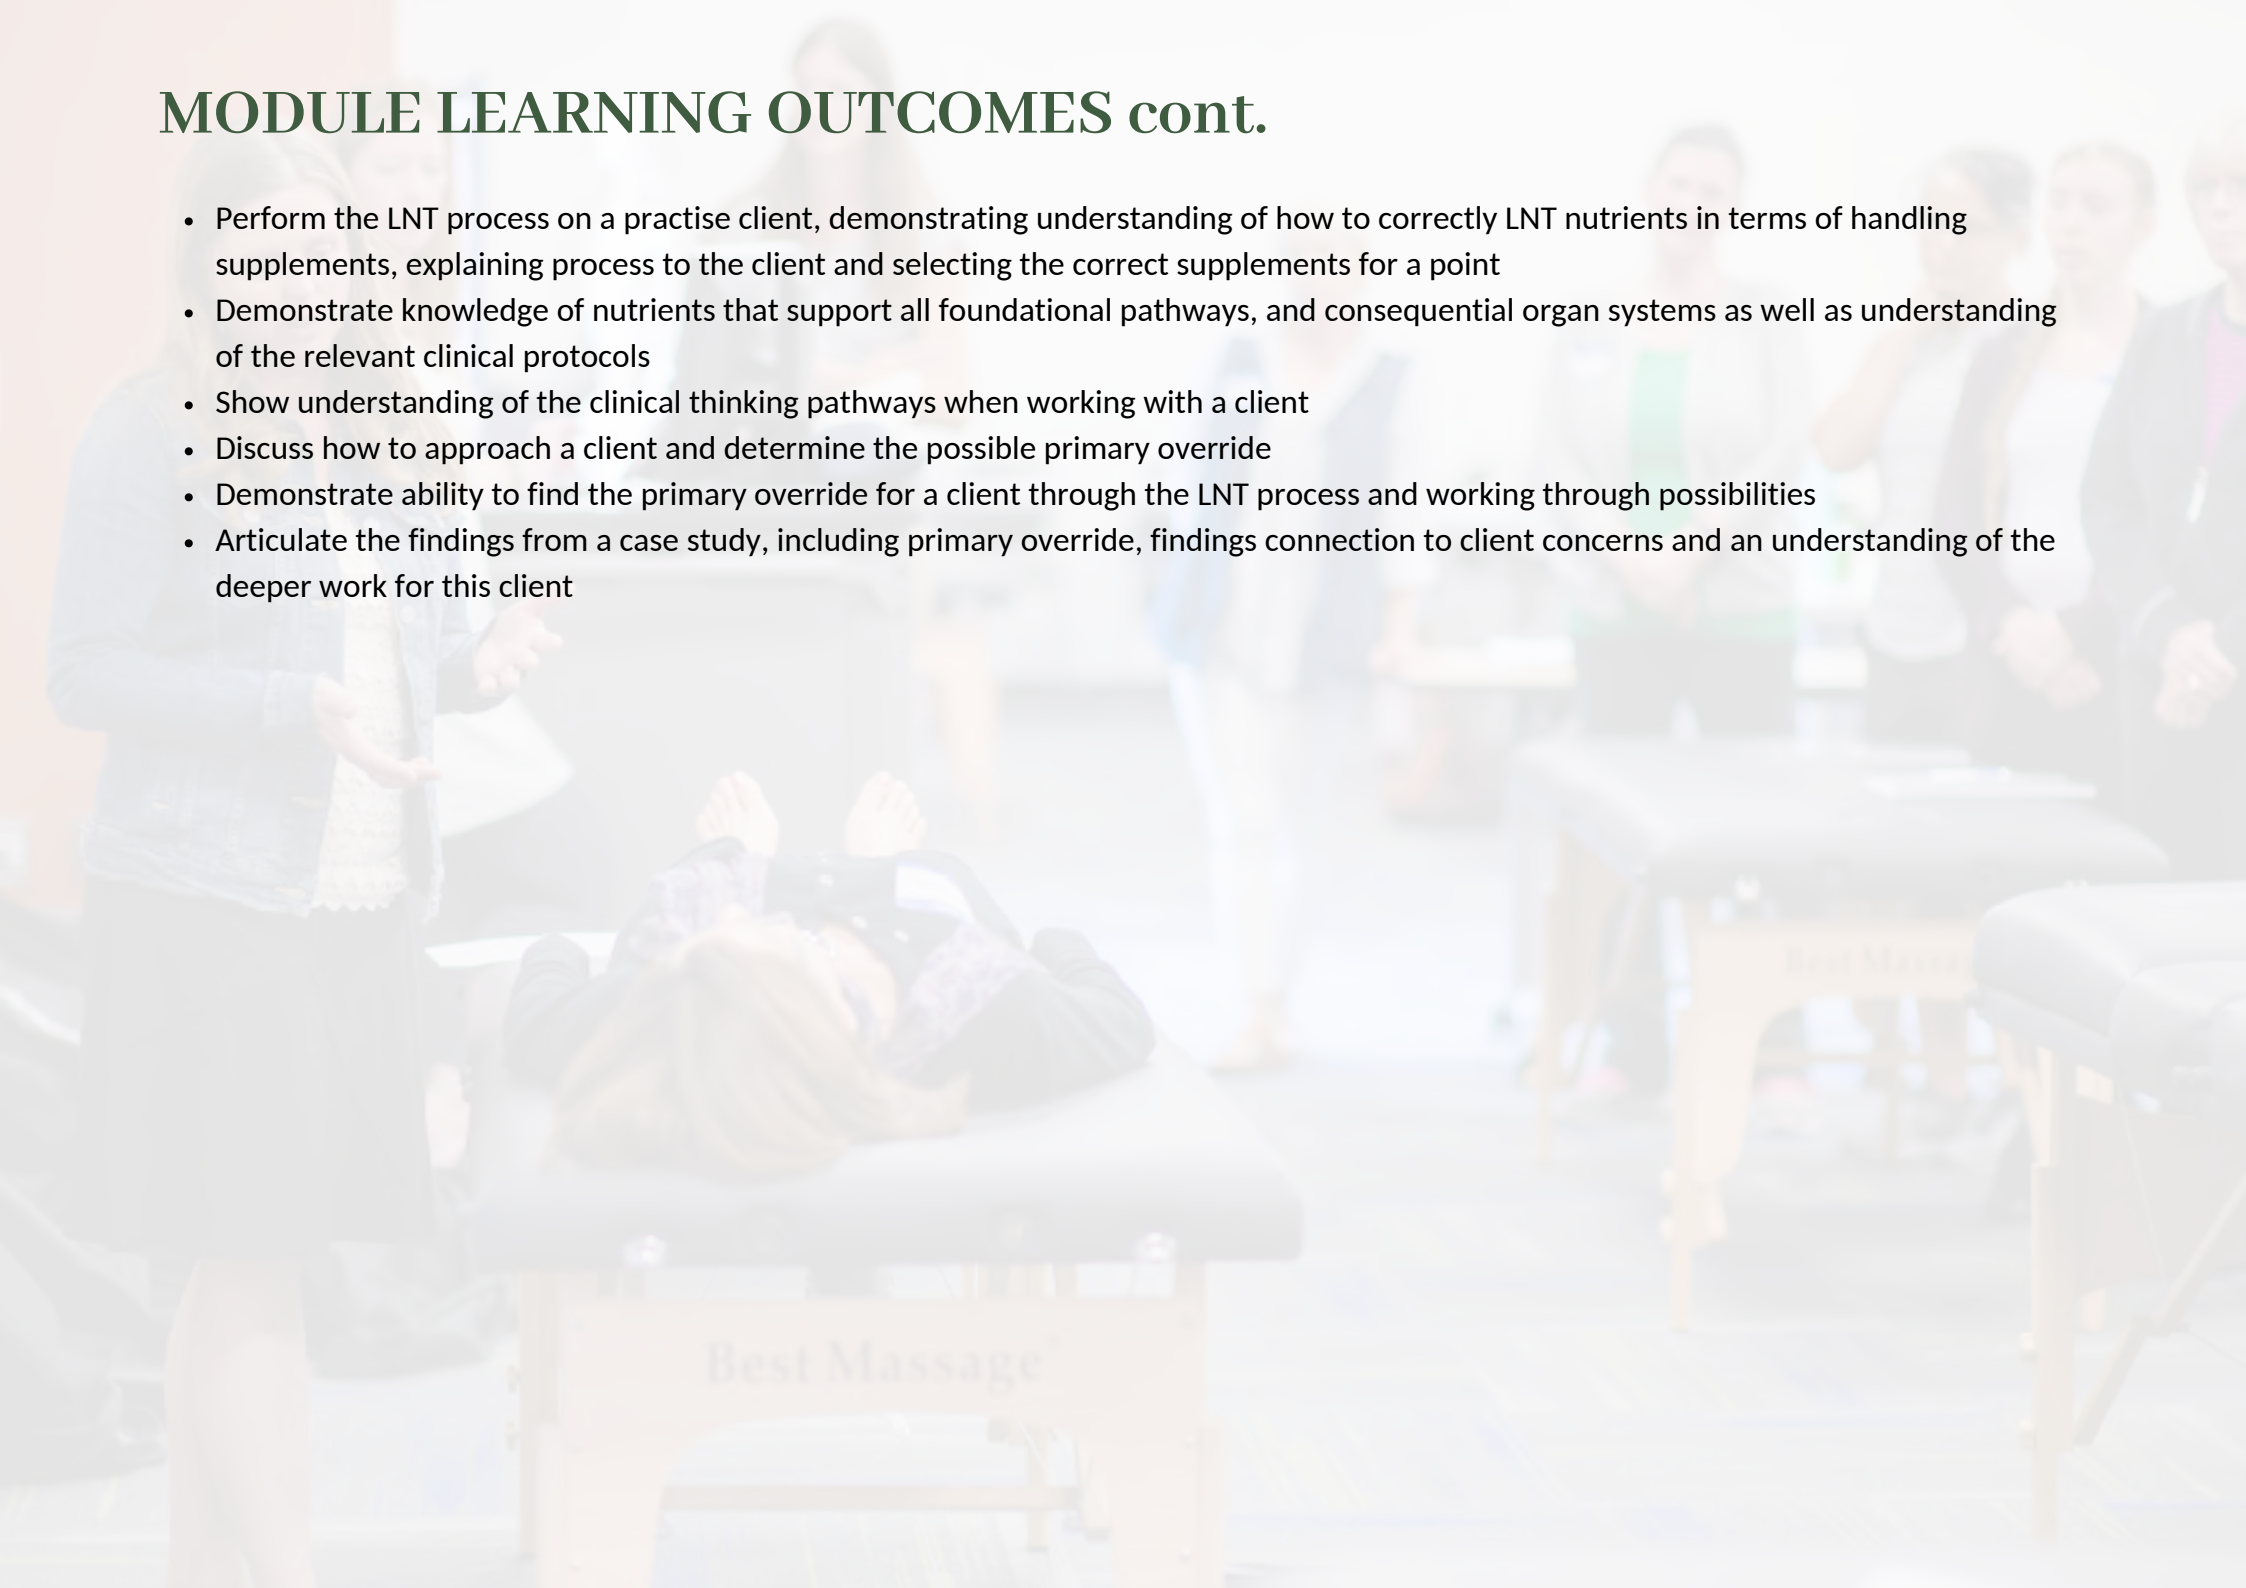 MODULE LEARNING OUTCOMES cont.
• Perform the LNT process on a practise client, demonstrating understanding of how to correctly LNT nutrients in terms of handling
supplements, explaining process to the client and selecting the correct supplements for a point
• Demonstrate knowledge of nutrients that support all foundational pathways, and consequential organ systems as well as understanding
of the relevant clinical protocols
• Show understanding of the clinical thinking pathways when working with a client
• Discuss how to approach a client and determine the possible primary override
• Demonstrate ability to find the primary override for a client through the LNT process and working through possibilities
• Articulate the findings from a case study, including primary override, findings connection to client concerns and an understanding of the
deeper work for this client
Best Massage
Best Massage®